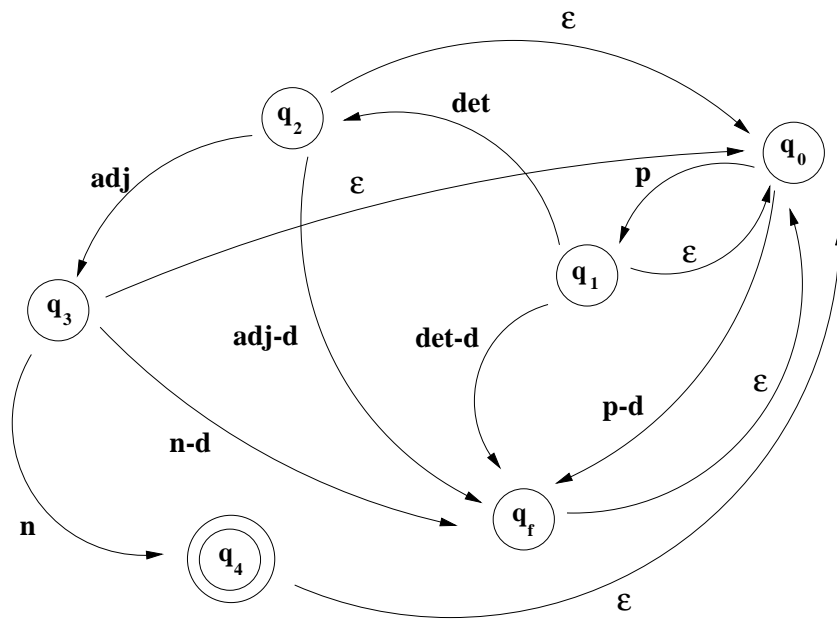 ε
q2
det
q0
adj
ε
p
q1
ε
q3
adj-d
det-d
ε
p-d
n-d
qf
n
q4
ε